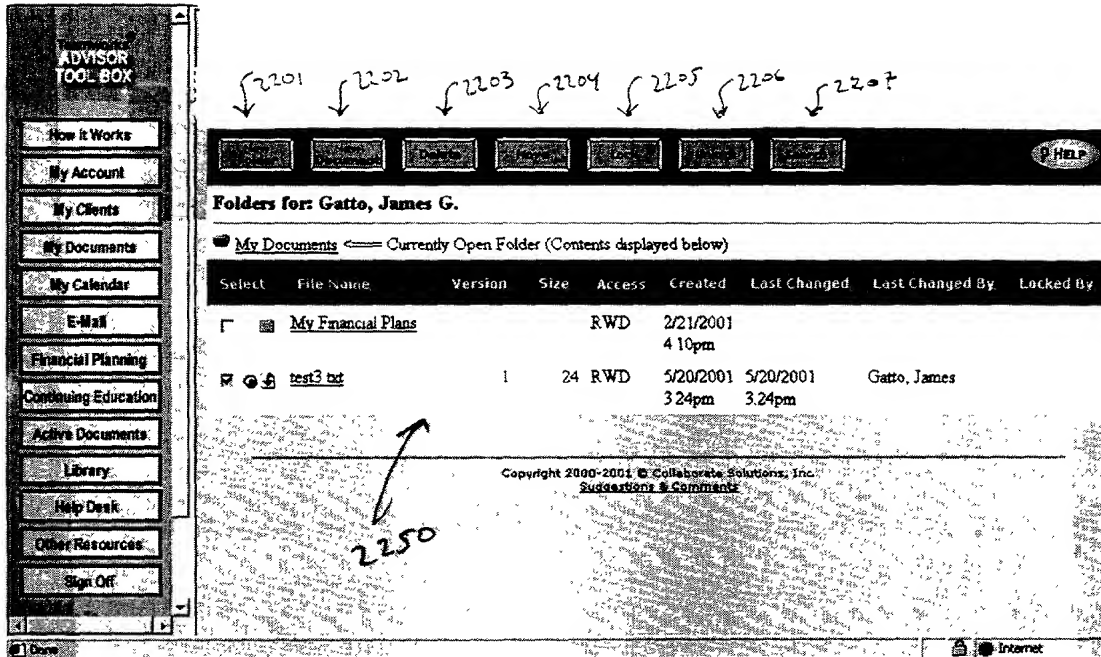 ADVISOR
TOOL BOX
How it Works
My Account
My Clients
My Documents
My Calendar
E-Mail
Financial Planning
Continuing Education
Active Documents
Library
Help Desk
Other Resources
Sign Off
2201 2202 2203 2204 2205 2206 2207
Delete
? HELP
Folders for: Gatto, James G.
My Documents <== Currently Open Folder (Contents displayed below)
Select File Name Version Size Access Created Last Changed Last Changed By Locked By
My Financial Plans RWD 2/21/2001
4 10pm
test3 txt 1 24 RWD 5/20/2001 5/20/2001 Gatto, James
3 24pm 3.24pm
Copyright 2000-2001 © Collaborate Solutions, Inc.
Suggestions & Comments
2250
Done
Internet